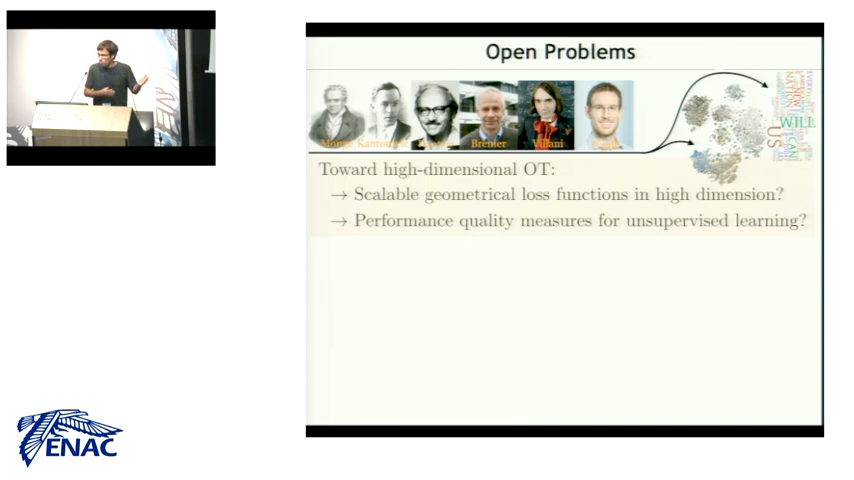 Open Problems
Monge Kantorovich Brenier Villani
Toward high-dimensional OT:
→ Scalable geometrical loss functions in high dimension?
→ Performance quality measures for unsupervised learning?
WILL
US
CAN
ENAC